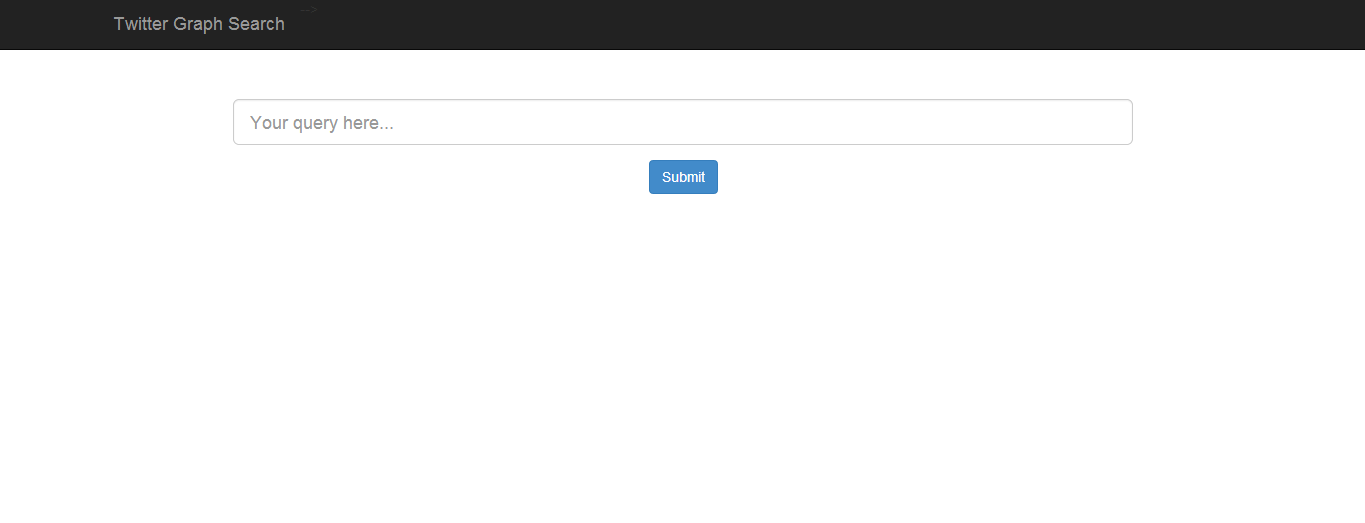 Twitter Graph Search
-->
Your query here...
Submit